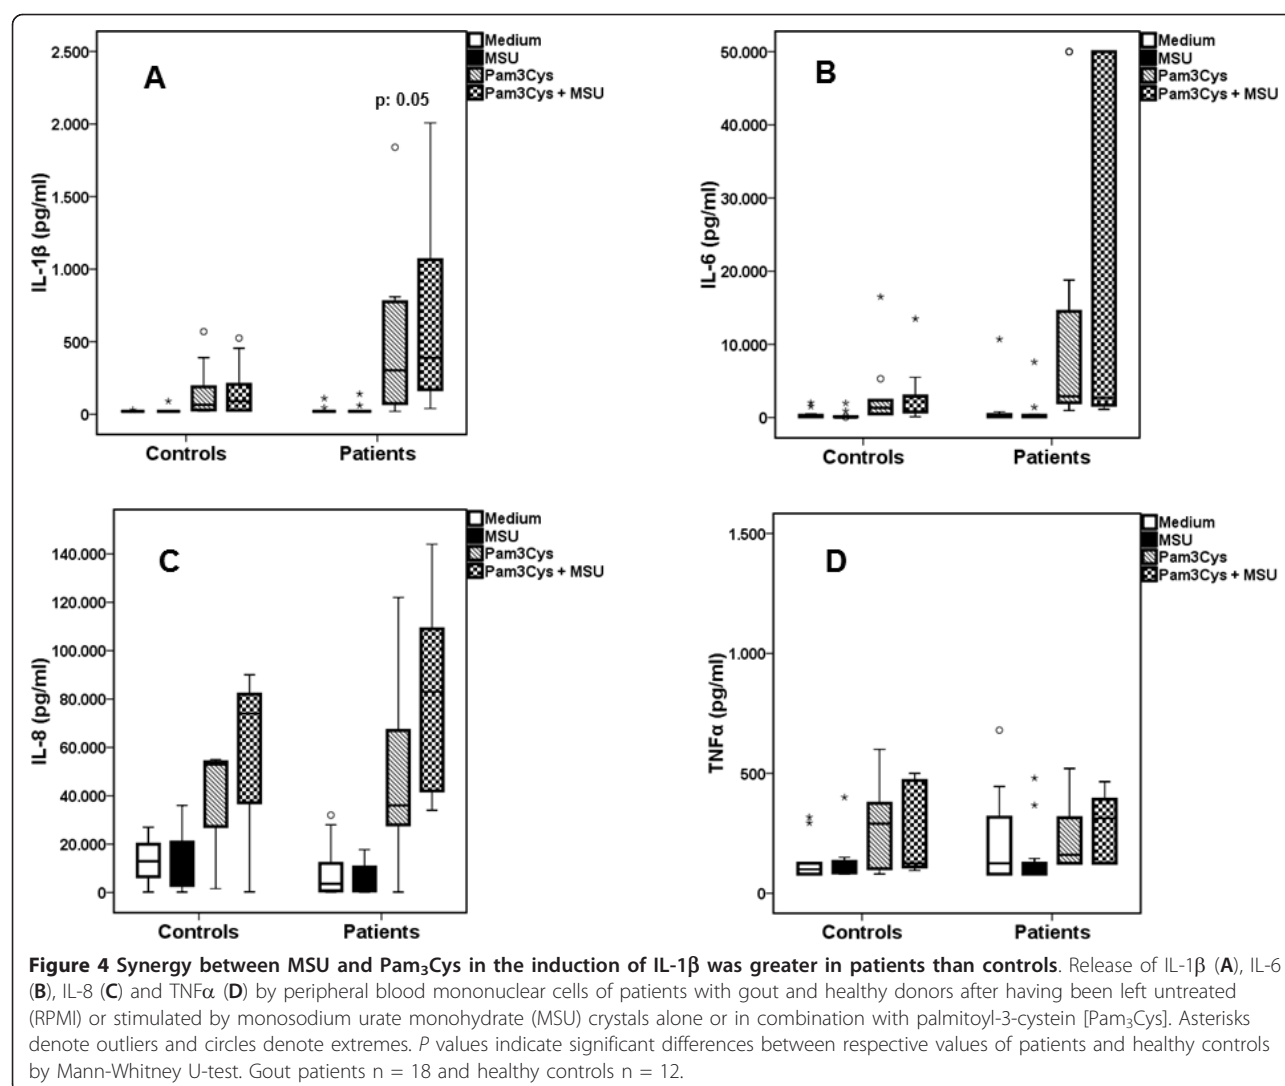 A
2.500
2.000
1.500
1.000
500
0
IL-1β (pg/ml)
p: 0.05
Controls
Patients
Medium
MSU
Pam3Cys
Pam3Cys + MSU
B
50.000
40.000
30.000
20.000
10.000
0
IL-6 (pg/ml)
Controls
Patients
Medium
MSU
Pam3Cys
Pam3Cys + MSU
C
140.000
120.000
100.000
80.000
60.000
40.000
20.000
0
IL-8 (pg/ml)
Controls
Patients
Medium
MSU
Pam3Cys
Pam3Cys + MSU
D
1.500
1.000
500
0
TNFα (pg/ml)
Controls
Patients
Medium
MSU
Pam3Cys
Pam3Cys + MSU
Figure 4 Synergy between MSU and Pam₃Cys in the induction of IL-1β was greater in patients than controls. Release of IL-1β (A), IL-6
(B), IL-8 (C) and TNFα (D) by peripheral blood mononuclear cells of patients with gout and healthy donors after having been left untreated
(RPMI) or stimulated by monosodium urate monohydrate (MSU) crystals alone or in combination with palmitoyl-3-cystein [Pam₃Cys]. Asterisks
denote outliers and circles denote extremes. P values indicate significant differences between respective values of patients and healthy controls
by Mann-Whitney U-test. Gout patients n = 18 and healthy controls n = 12.